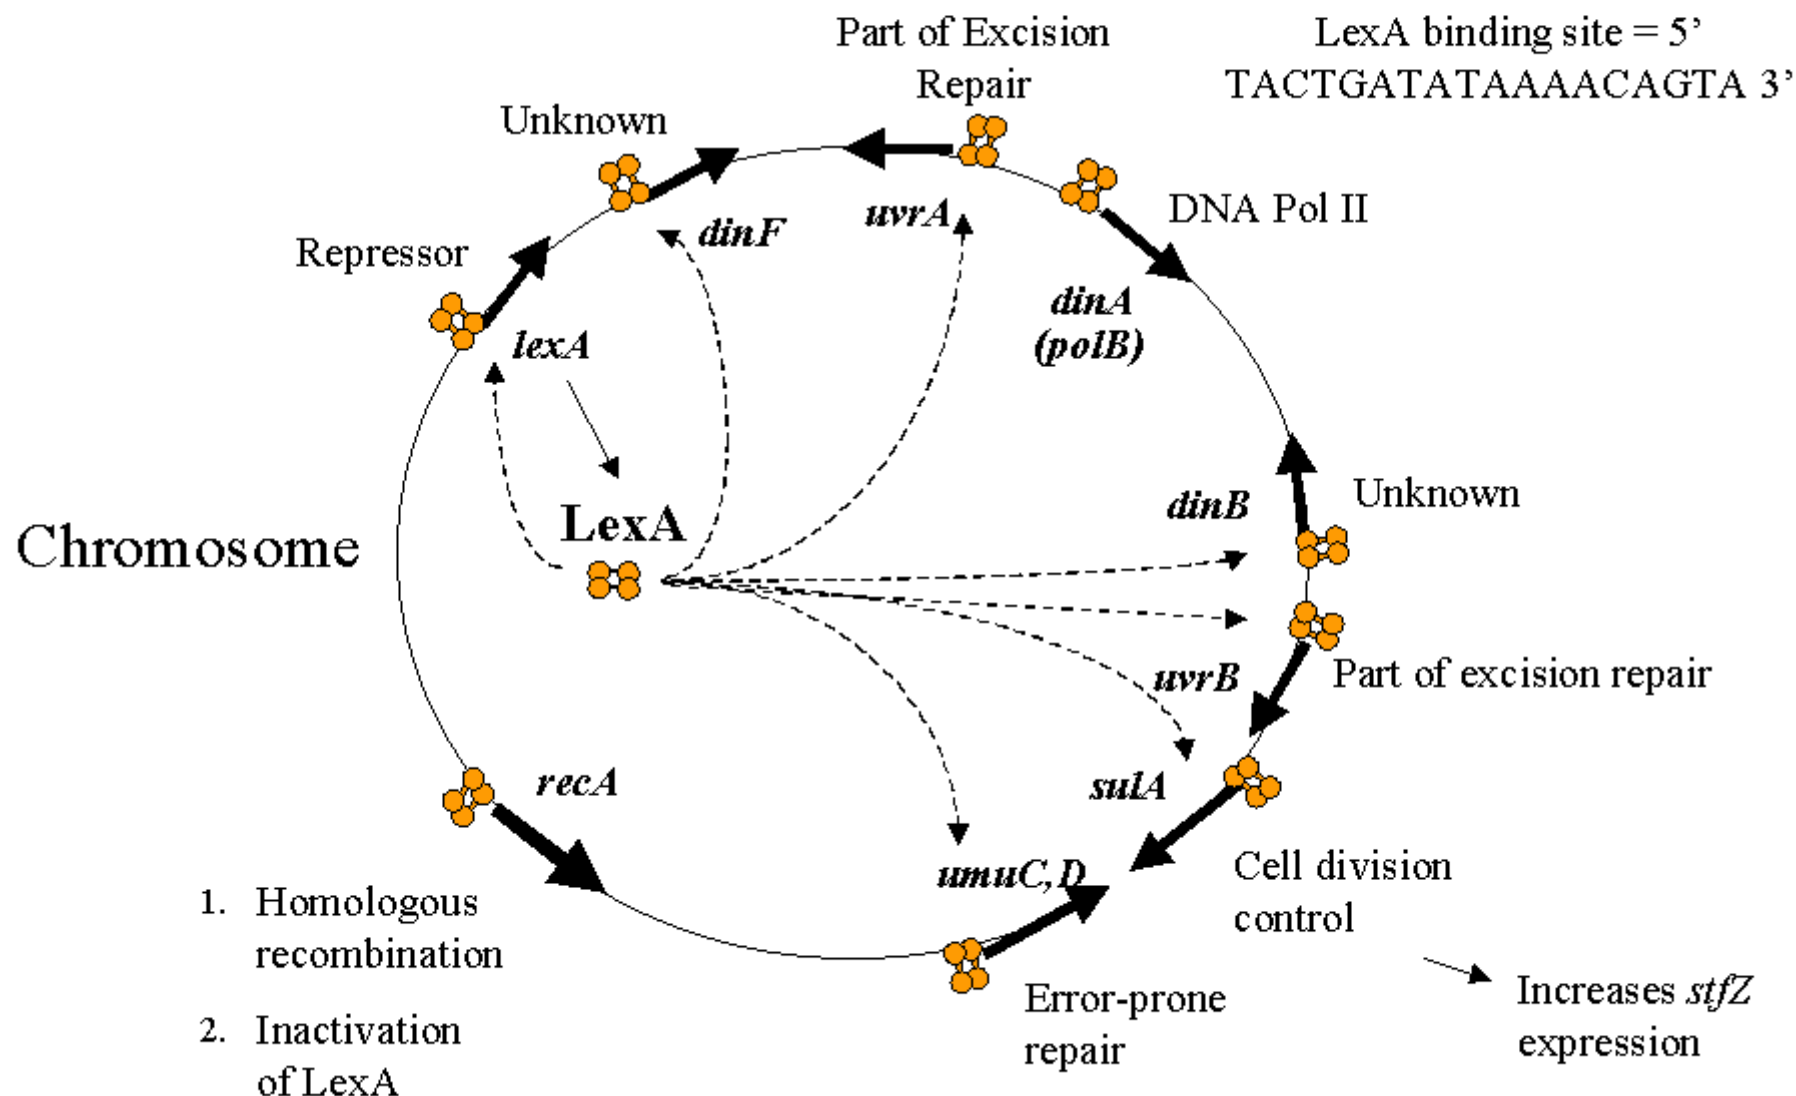 Part of Excision
Repair
LexA binding site = 5’
TACTGATATAAAACAGTA 3’
Unknown
DNA Pol II
uvrA
dinF
Repressor
dinA
(polB)
lexA
Unknown
dinB
LexA
Chromosome
Part of excision repair
uvrB
recA
sulA
umuC,D
Cell division
control
1. Homologous
recombination
Error-prone
repair
Increases stfZ
expression
2. Inactivation
of LexA